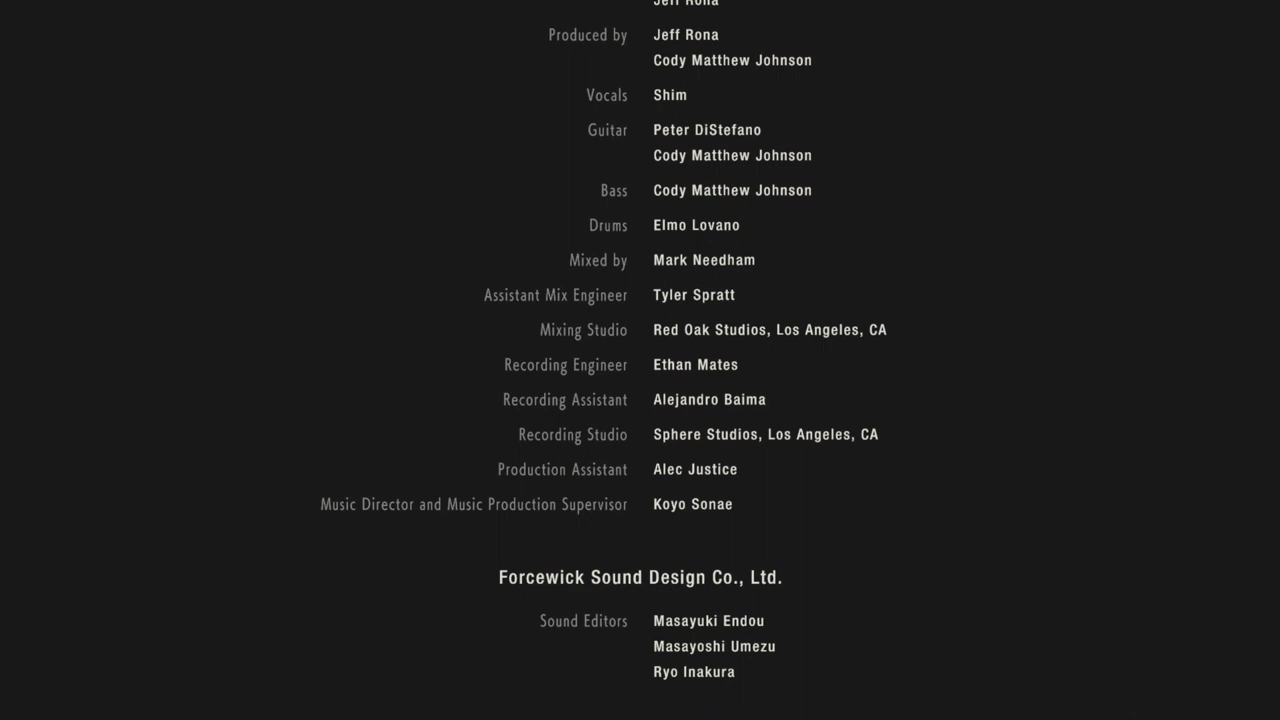 Jeff Rona
Produced by Jeff Rona
Cody Matthew Johnson
Vocals Shim
Guitar Peter DiStefano
Cody Matthew Johnson
Bass Cody Matthew Johnson
Drums Elmo Lovano
Mixed by Mark Needham
Assistant Mix Engineer Tyler Spratt
Mixing Studio Red Oak Studios, Los Angeles, CA
Recording Engineer Ethan Mates
Recording Assistant Alejandro Baima
Recording Studio Sphere Studios, Los Angeles, CA
Production Assistant Alec Justice
Music Director and Music Production Supervisor Koyo Sonae
Forcewick Sound Design Co., Ltd.
Sound Editors Masayuki Endou
Masayoshi Umezu
Ryo Inakura